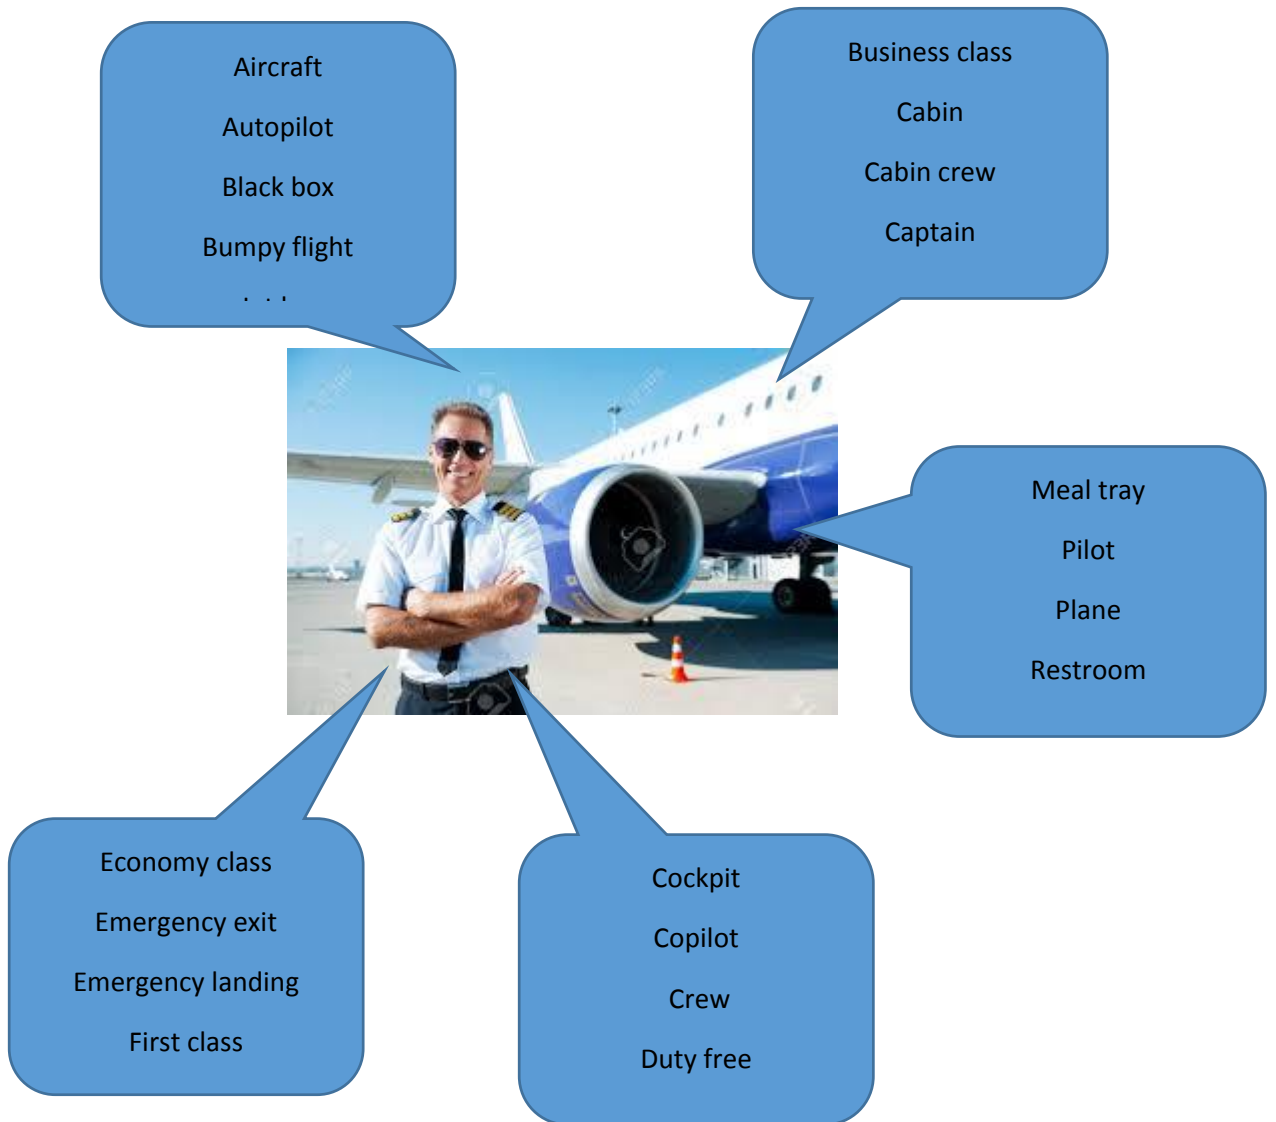 Aircraft
Autopilot
Black box
Bumpy flight
Business class
Cabin
Cabin crew
Captain
Meal tray
Pilot
Plane
Restroom
Economy class
Emergency exit
Emergency landing
First class
Cockpit
Copilot
Crew
Duty free